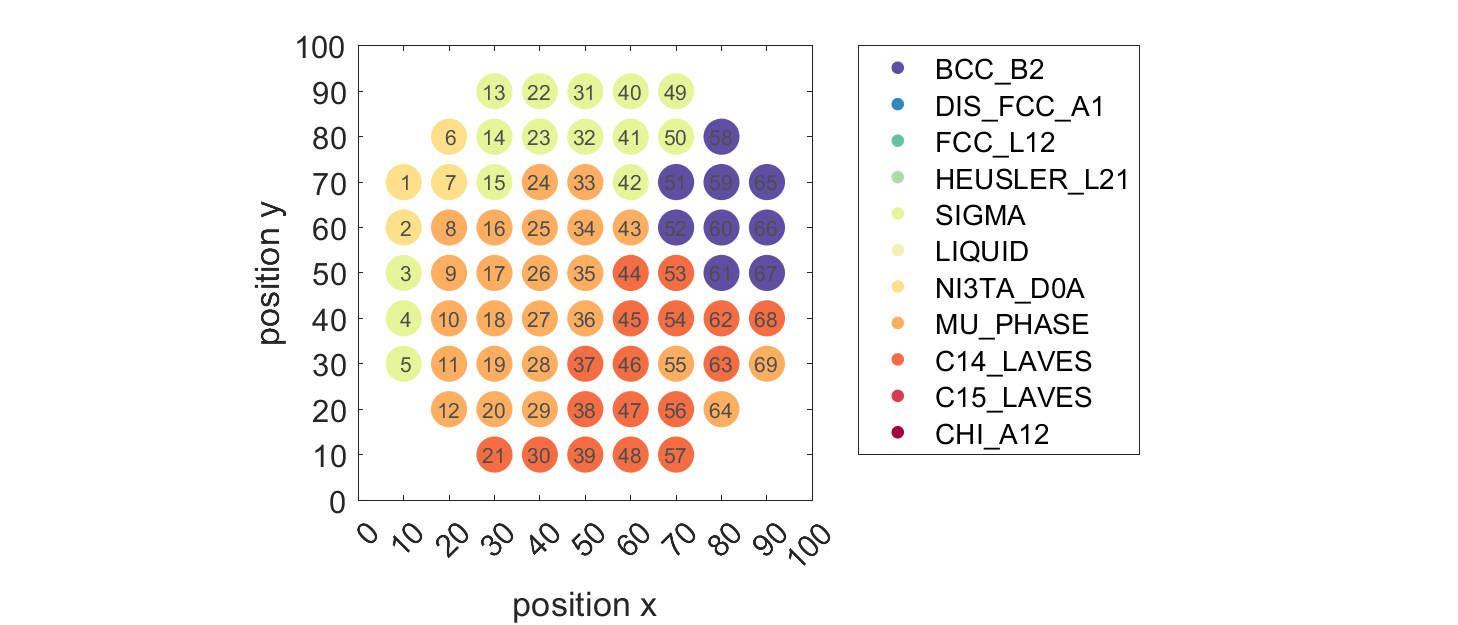 100
90
80
70
60
50
40
30
20
10
0
position y
13 22 31 40 49
6 14 23 32 41 50 58
1 7 15 24 33 42 51 59 65
2 8 16 25 34 43 52 60 66
3 9 17 26 35 44 53 61 67
4 10 18 27 36 45 54 62 68
5 11 19 28 37 46 55 63 69
12 20 29 38 47 56 64
21 30 39 48 57
0 10 20 30 40 50 60 70 80 90 100
position x
BCC_B2
DIS_FCC_A1
FCC_L12
HEUSLER_L21
SIGMA
LIQUID
NI3TA_D0A
MU_PHASE
C14_LAVES
C15_LAVES
CHI_A12